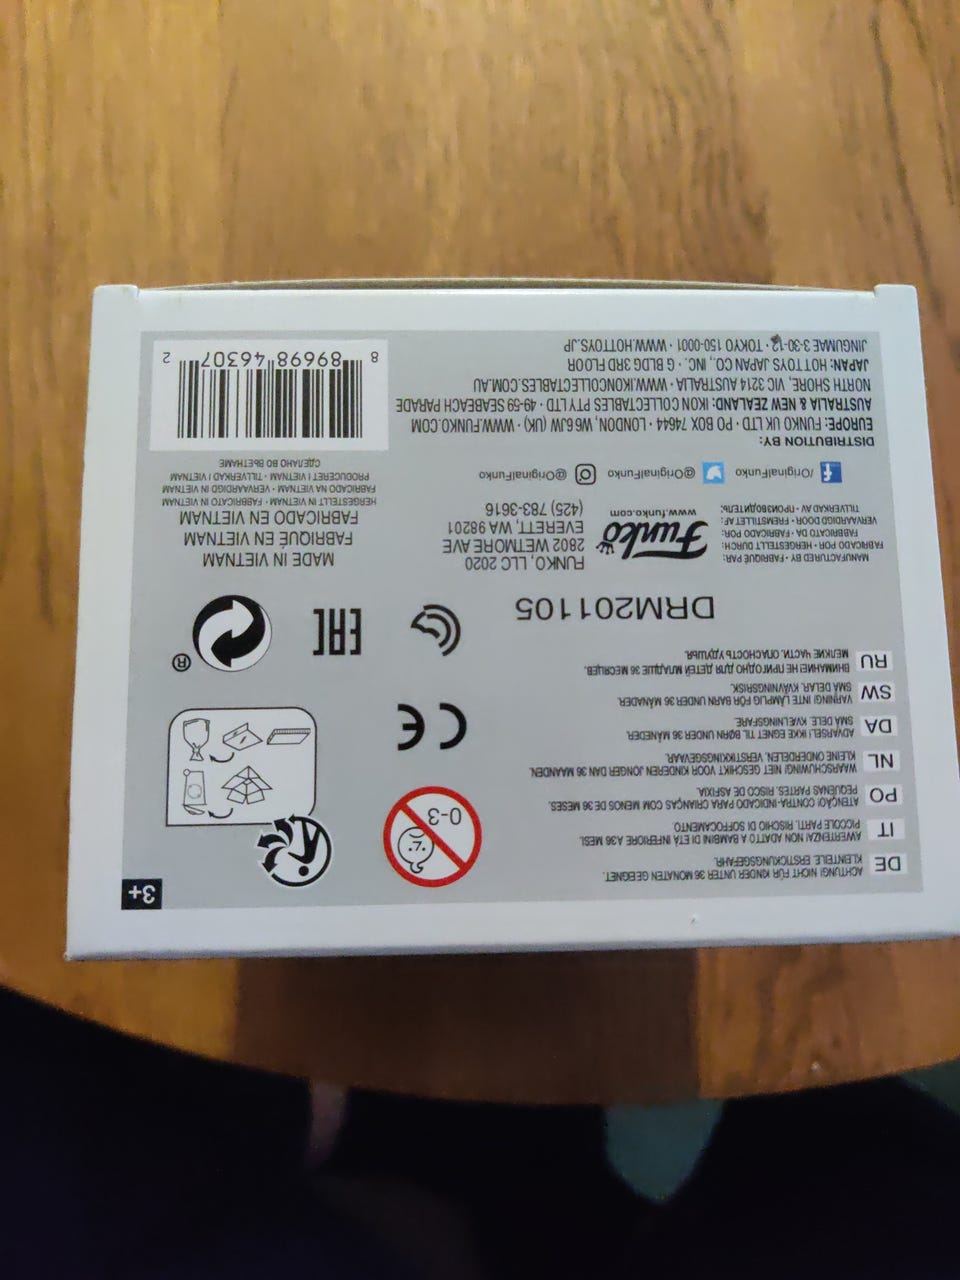 3+
DE
ACHTUNG! NICHT FÜR KINDER UNTER 36 MONATEN GEEIGNET.
KLEINTEILE. ERSTICKUNGSGEFAHR.
IT
AVVERTENZA! NON ADATTO A BAMBINI DI ETÀ INFERIORE A 36 MESI.
PICCOLE PARTI. RISCHIO DI SOFFOCAMENTO.
PO
ATENÇÃO! CONTRA-INDICADO PARA CRIANÇAS COM MENOS DE 36 MESES.
PEQUENAS PARTES. RISCO DE ASFIXIA.
NL
WAARSCHUWING! NIET GESCHIKT VOOR KINDEREN JONGER DAN 36 MAANDEN.
KLEINE ONDERDELEN. VERSTIKKINGSGEVAAR.
DA
ADVARSEL! IKKE EGNET TIL BØRN UNDER 36 MÅNEDER.
SMÅ DELE. KVÆLNINGSFARE.
SW
VARNING! INTE LÄMPLIG FÖR BARN UNDER 36 MÅNADER.
SMÅ DELAR. KVÄVNINGSRISK.
RU
ВНИМАНИЕ! НЕ ПРИГОДНО ДЛЯ ДЕТЕЙ МЛАДШЕ 36 МЕСЯЦЕВ.
МЕЛКИЕ ЧАСТИ. ОПАСНОСТЬ УДУШЬЯ.
0-3
CE
EAC
®
DRM201105
MANUFACTURED BY · FABRIQUÉ PAR:
FABRICADO POR · HERGESTELLT DURCH:
FABBRICATO DA · FABRICADO POR:
VERVAARDIGD DOOR · FREMSTILLET AF:
TILLVERKAD AV · ПРОИЗВОДИТЕЛЬ:
Funko
www.funko.com
FUNKO, LLC 2020
2802 WETMORE AVE
EVERETT, WA 98201
(425) 783-3616
MADE IN VIETNAM
FABRIQUÉ EN VIETNAM
FABRICADO EN VIETNAM
HERGESTELLT IN VIETNAM · FABBRICATO IN VIETNAM
FABRICADO NA VIETNAM · VERVAARDIGD IN VIETNAM
PRODUCERET I VIETNAM · TILLVERKAD I VIETNAM
СДЕЛАНО ВО ВЬЕТНАМЕ
/OriginalFunko
@OriginalFunko
@OriginalFunko
DISTRIBUTION BY:
EUROPE: FUNKO UK LTD · PO BOX 74644 · LONDON, W6 6JW (UK) · WWW.FUNKO.COM
AUSTRALIA & NEW ZEALAND: IKON COLLECTABLES PTY LTD · 49-59 SEABEACH PARADE
NORTH SHORE, VIC 3214 AUSTRALIA · WWW.IKONCOLLECTABLES.COM.AU
JAPAN: HOT TOYS JAPAN CO., INC. · G BLDG 3RD FLOOR
JINGUMAE 3-30-12 · TOKYO 150-0001 · WWW.HOTTOYS.JP
8 89698 46307 2